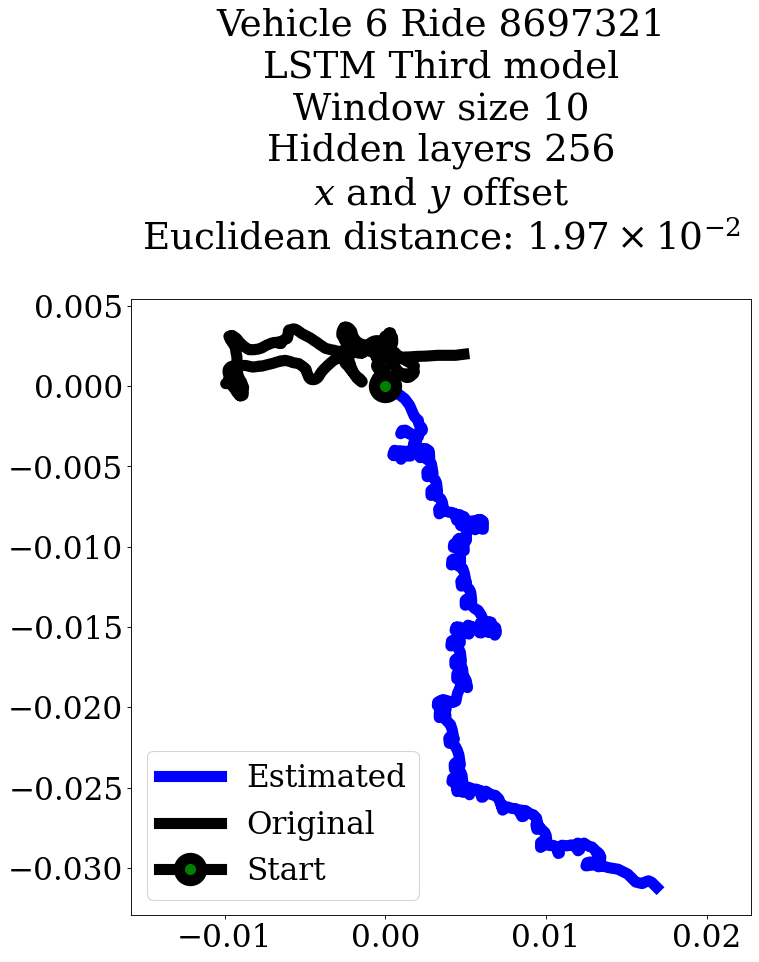 Vehicle 6 Ride 8697321
LSTM Third model
Window size 10
Hidden layers 256
x and y offset
Euclidean distance: 1.97 × 10⁻²
0.005
0.000
−0.005
−0.010
−0.015
−0.020
−0.025
−0.030
Estimated
Original
Start
−0.01 0.00 0.01 0.02